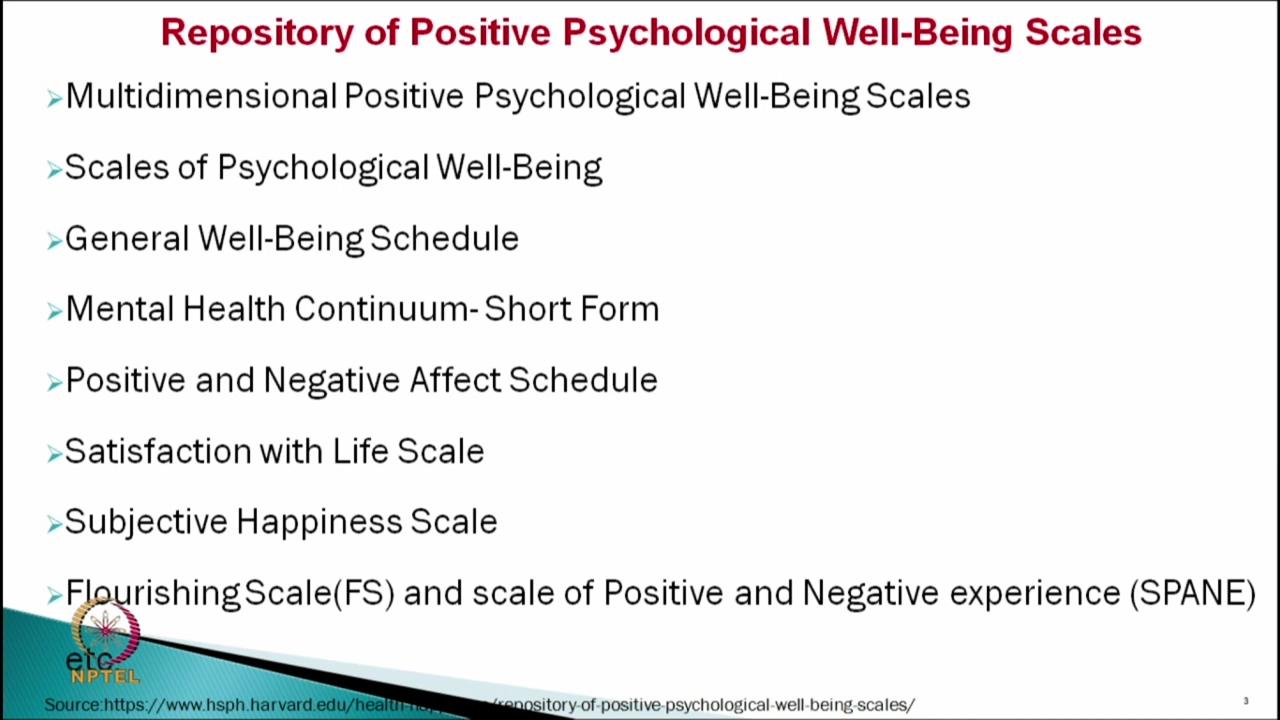 Repository of Positive Psychological Well-Being Scales
Multidimensional Positive Psychological Well-Being Scales
Scales of Psychological Well-Being
General Well-Being Schedule
Mental Health Continuum- Short Form
Positive and Negative Affect Schedule
Satisfaction with Life Scale
Subjective Happiness Scale
Flourishing Scale(FS) and scale of Positive and Negative experience (SPANE)
etc
NPTEL
Source:https://www.hsph.harvard.edu/health- /repository-of-positive-psychological-well-being-scales/
3